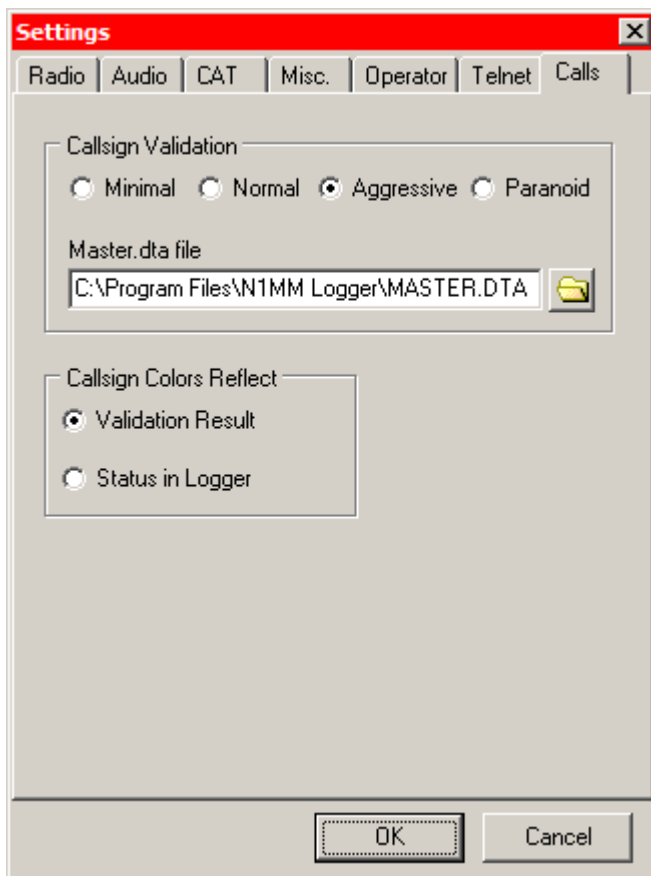 Settings
Radio Audio CAT Misc. Operator Telnet Calls
Callsign Validation
Minimal Normal Aggressive Paranoid
Master.dta file
C:\Program Files\N1MM Logger\MASTER.DTA
Callsign Colors Reflect
Validation Result
Status in Logger
OK Cancel